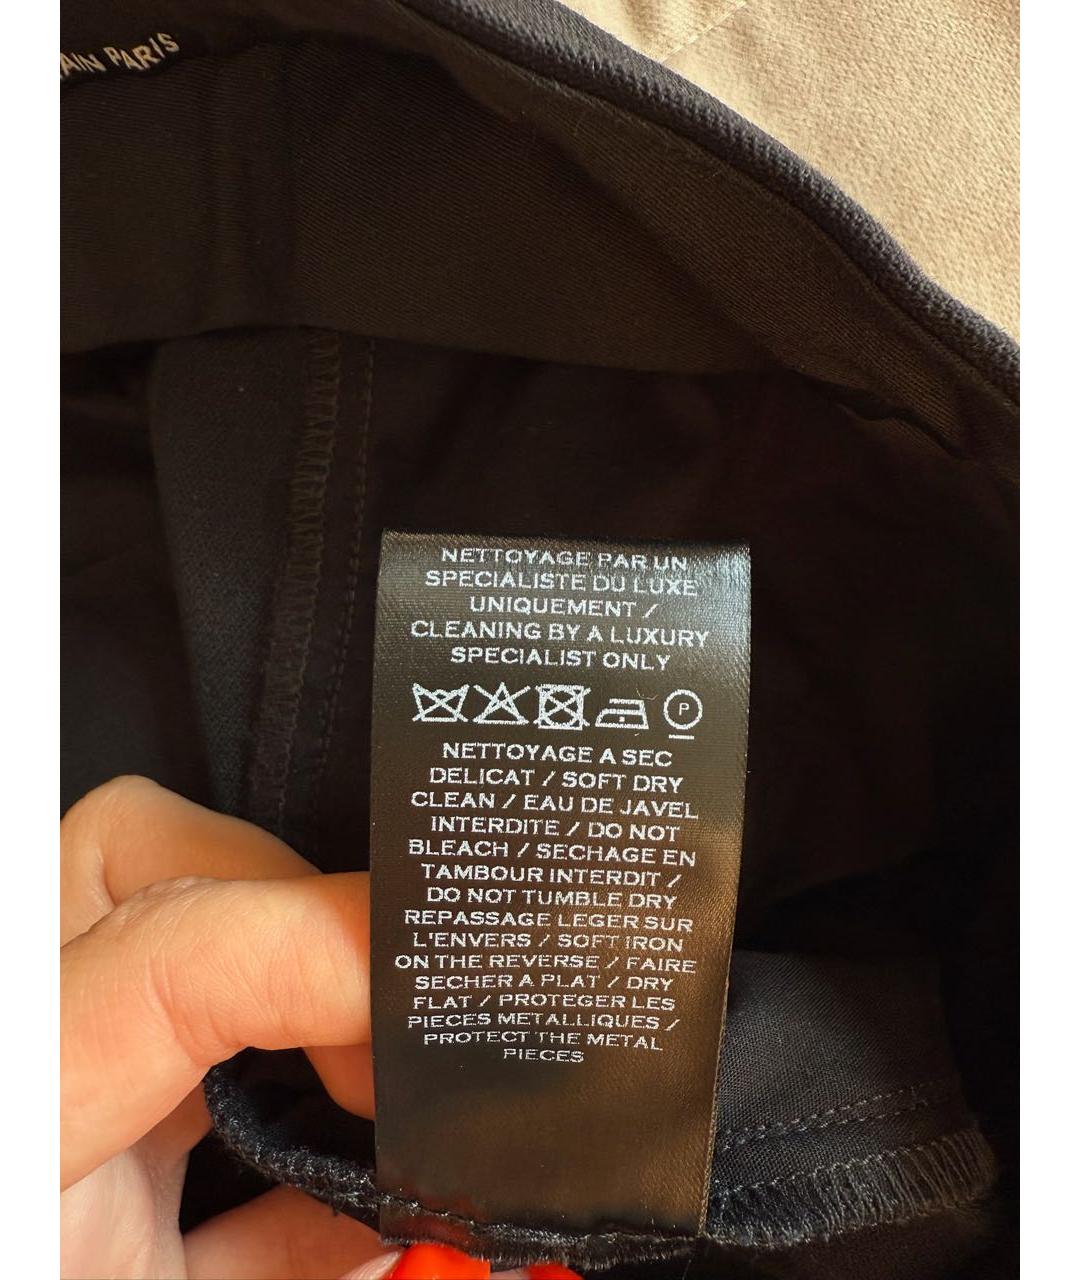 AIN PARIS
NETTOYAGE PAR UN
SPECIALISTE DU LUXE
UNIQUEMENT /
CLEANING BY A LUXURY
SPECIALIST ONLY
P
NETTOYAGE A SEC
DELICAT / SOFT DRY
CLEAN / EAU DE JAVEL
INTERDITE / DO NOT
BLEACH / SECHAGE EN
TAMBOUR INTERDIT /
DO NOT TUMBLE DRY
REPASSAGE LEGER SUR
L'ENVERS / SOFT IRON
ON THE REVERSE / FAIRE
SECHER A PLAT / DRY
FLAT / PROTEGER LES
PIECES METALLIQUES /
PROTECT THE METAL
PIECES